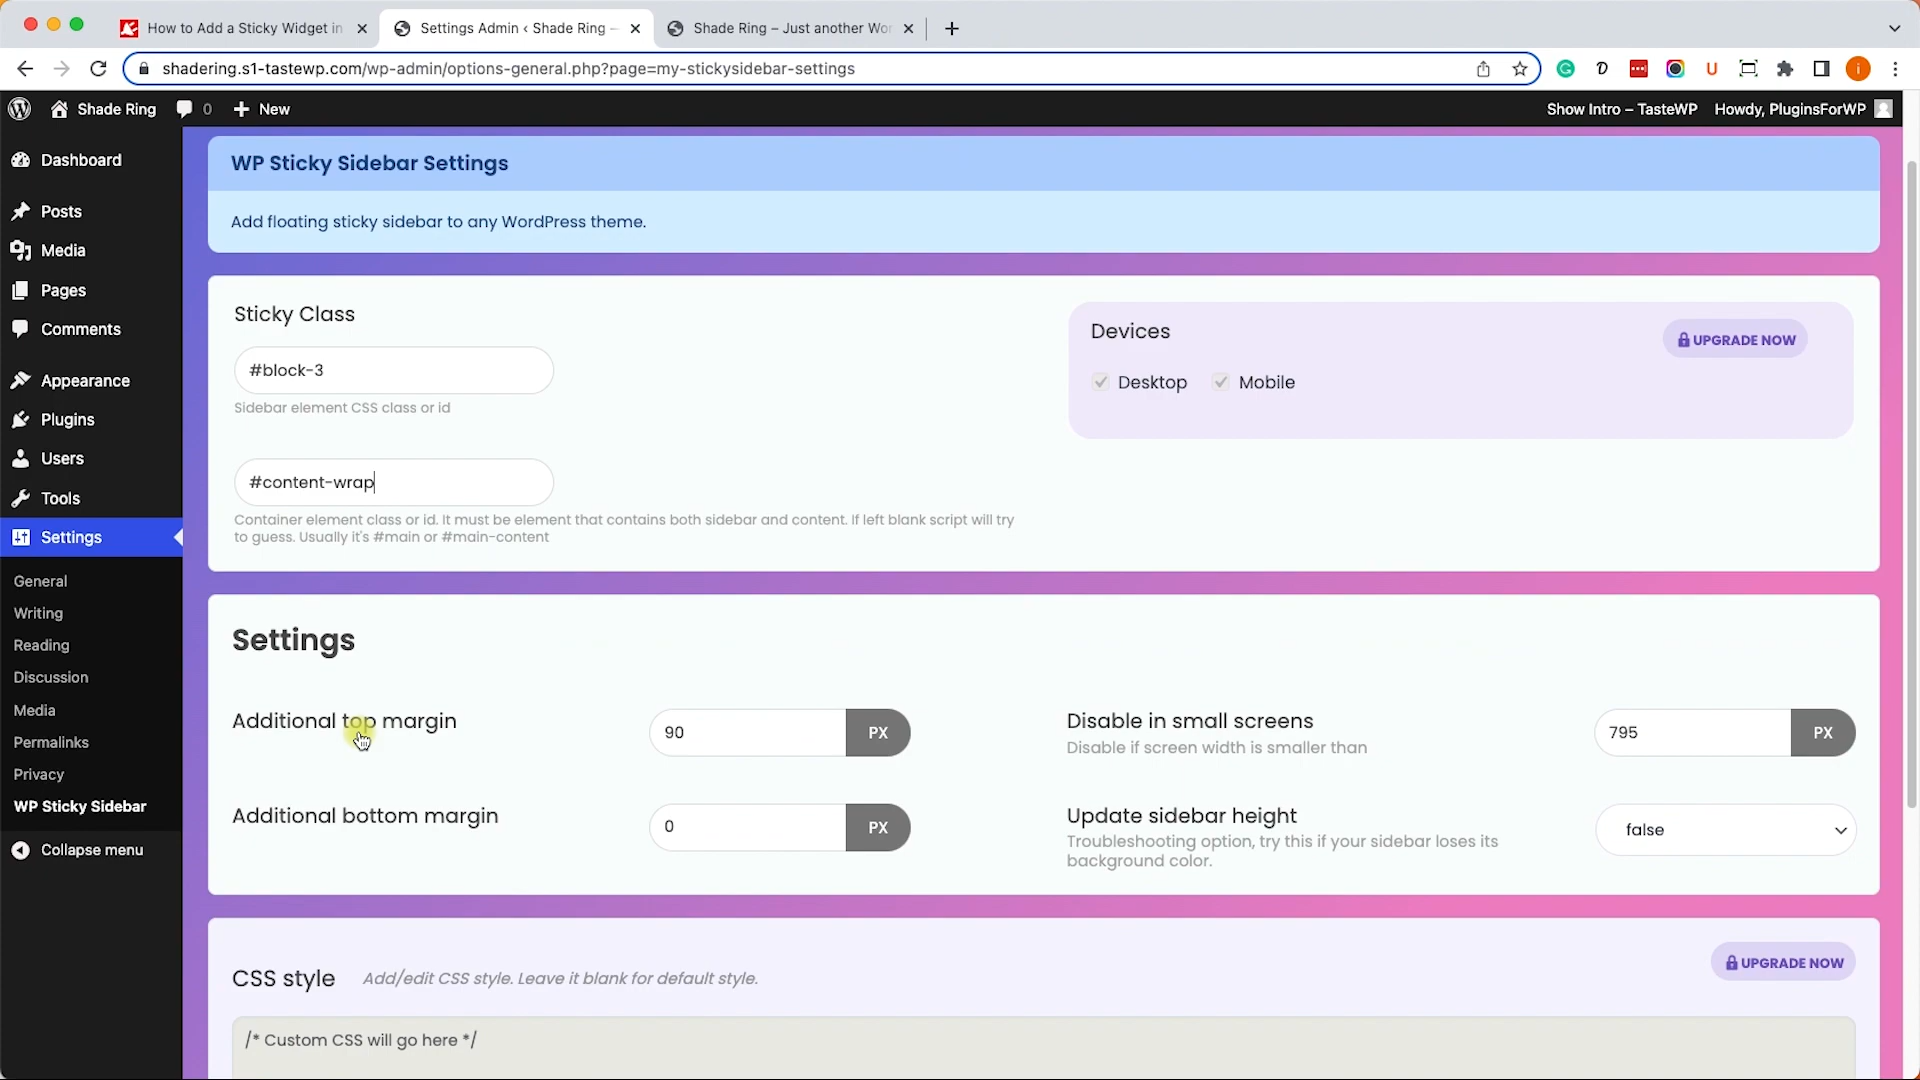 How to Add a Sticky Widget in
Settings Admin ‹ Shade Ring —
Shade Ring – Just another Wor
shadering.s1-tastewp.com/wp-admin/options-general.php?page=my-stickysidebar-settings
Shade Ring
0
New
Show Intro – TasteWP
Howdy, PluginsForWP
Dashboard
Posts
Media
Pages
Comments
Appearance
Plugins
Users
Tools
Settings
General
Writing
Reading
Discussion
Media
Permalinks
Privacy
WP Sticky Sidebar
Collapse menu
WP Sticky Sidebar Settings
Add floating sticky sidebar to any WordPress theme.
Sticky Class
#block-3
Sidebar element CSS class or id
#content-wrap
Container element class or id. It must be element that contains both sidebar and content. If left blank script will try
to guess. Usually it's #main or #main-content
Devices
UPGRADE NOW
Desktop
Mobile
Settings
Additional top margin
90
PX
Disable in small screens
Disable if screen width is smaller than
795
PX
Additional bottom margin
0
PX
Update sidebar height
Troubleshooting option, try this if your sidebar loses its
background color.
false
CSS style
Add/edit CSS style. Leave it blank for default style.
UPGRADE NOW
/* Custom CSS will go here */